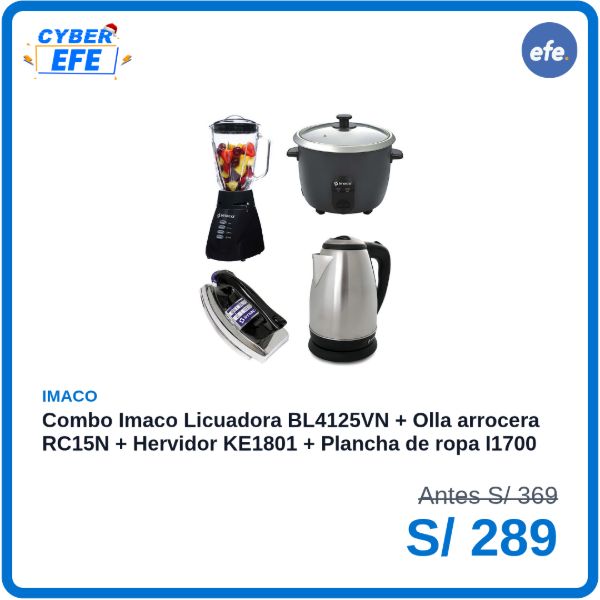 CYBER
EFE
efe.
imaco
IMACO
Combo Imaco Licuadora BL4125VN + Olla arrocera
RC15N + Hervidor KE1801 + Plancha de ropa I1700
Antes S/ 369
S/ 289